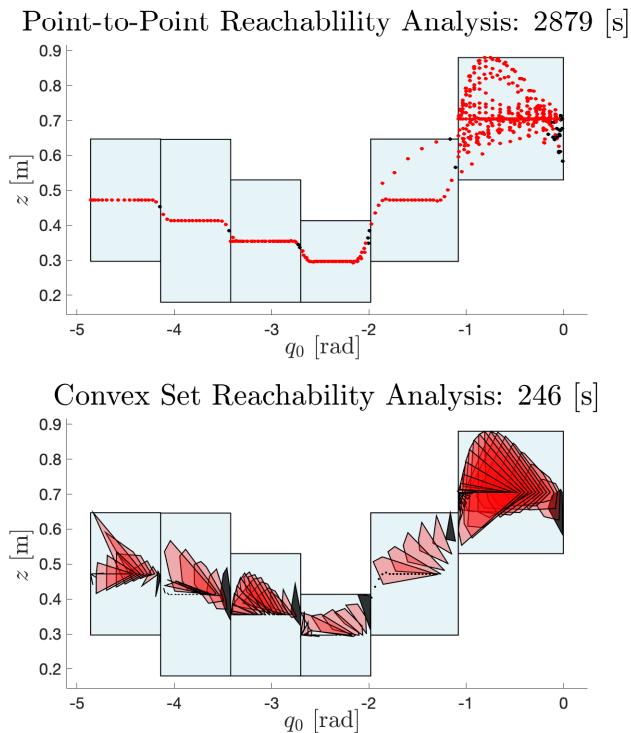 Point-to-Point Reachablility Analysis: 2879 [s]
0.9
0.8
0.7
0.6
0.5
0.4
0.3
0.2
z [m]
-5 -4 -3 -2 -1 0
q₀ [rad]
Convex Set Reachability Analysis: 246 [s]
0.9
0.8
0.7
0.6
0.5
0.4
0.3
0.2
z [m]
-5 -4 -3 -2 -1 0
q₀ [rad]